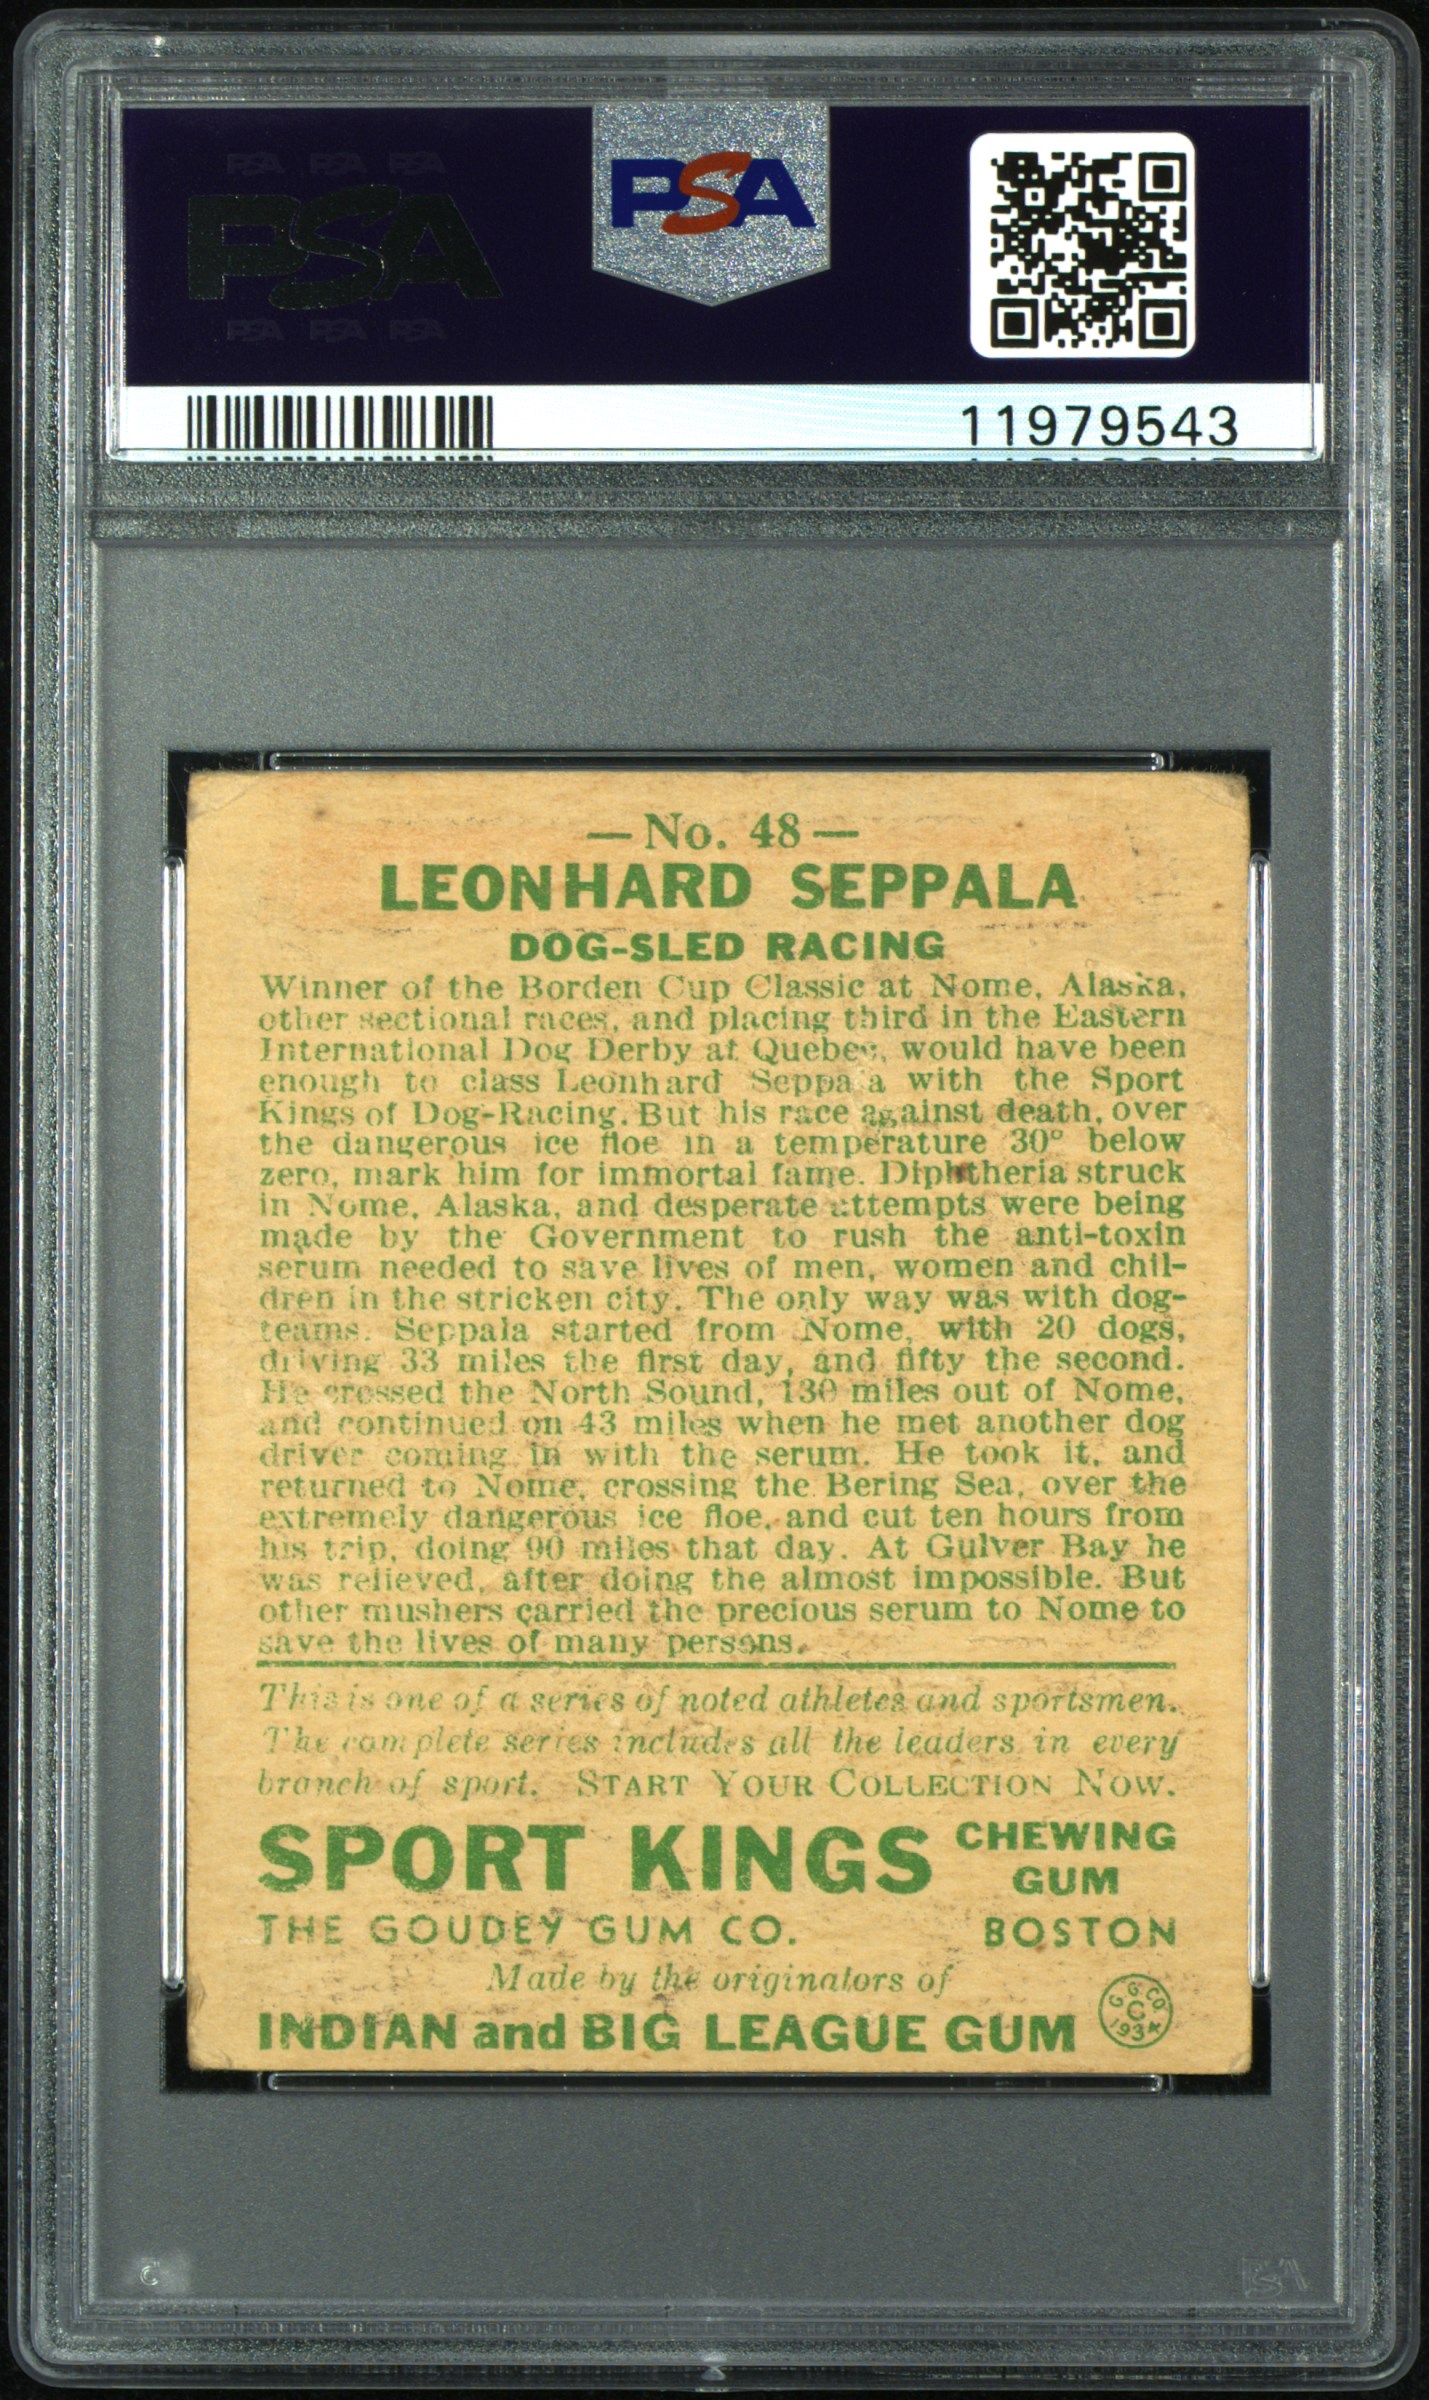 PSA PSA PSA
PSA
PSA PSA PSA
PSA
11979543
— No. 48 —
LEONHARD SEPPALA
DOG-SLED RACING
Winner of the Borden Cup Classic at Nome, Alaska,
other sectional races, and placing third in the Eastern
International Dog Derby at Quebec, would have been
enough to class Leonhard Seppala with the Sport
Kings of Dog-Racing. But his race against death, over
the dangerous ice floe in a temperature 30° below
zero, mark him for immortal fame. Diphtheria struck
in Nome, Alaska, and desperate attempts were being
made by the Government to rush the anti-toxin
serum needed to save lives of men, women and chil-
dren in the stricken city. The only way was with dog-
teams. Seppala started from Nome, with 20 dogs,
driving 33 miles the first day, and fifty the second.
He crossed the North Sound, 130 miles out of Nome,
and continued on 43 miles when he met another dog
driver coming in with the serum. He took it, and
returned to Nome, crossing the Bering Sea, over the
extremely dangerous ice floe, and cut ten hours from
his trip, doing 90 miles that day. At Gulver Bay he
was relieved, after doing the almost impossible. But
other mushers carried the precious serum to Nome to
save the lives of many persons.
This is one of a series of noted athletes and sportsmen.
The complete series includes all the leaders in every
branch of sport. START YOUR COLLECTION NOW.
SPORT KINGS CHEWING GUM
THE GOUDEY GUM CO. BOSTON
Made by the originators of
INDIAN and BIG LEAGUE GUM
G. G. CO.
C
1934
PSA